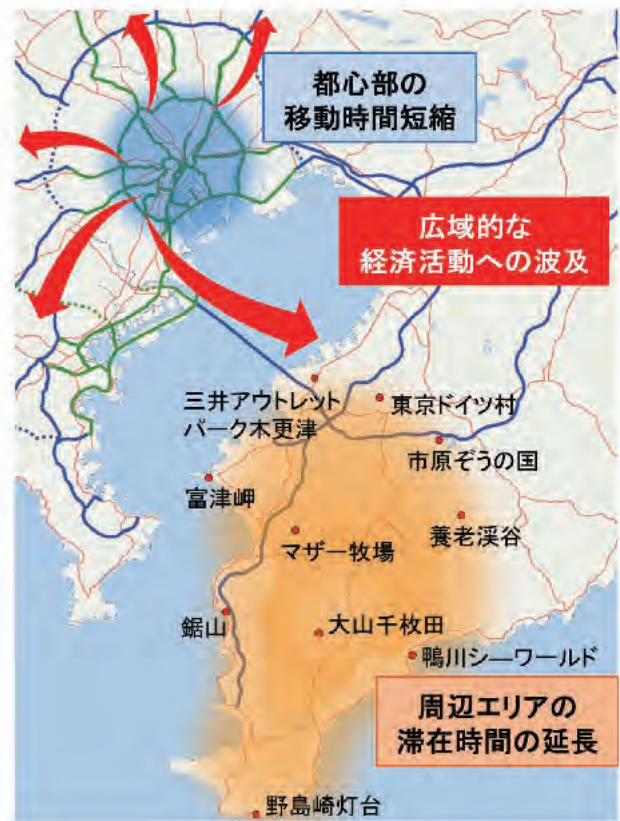 都心部の
移動時間短縮
広域的な
経済活動への波及
三井アウトレット
パーク木更津
東京ドイツ村
市原ぞうの国
富津岬
養老渓谷
マザー牧場
鋸山
大山千枚田
鴨川シーワールド
周辺エリアの
滞在時間の延長
野島崎灯台